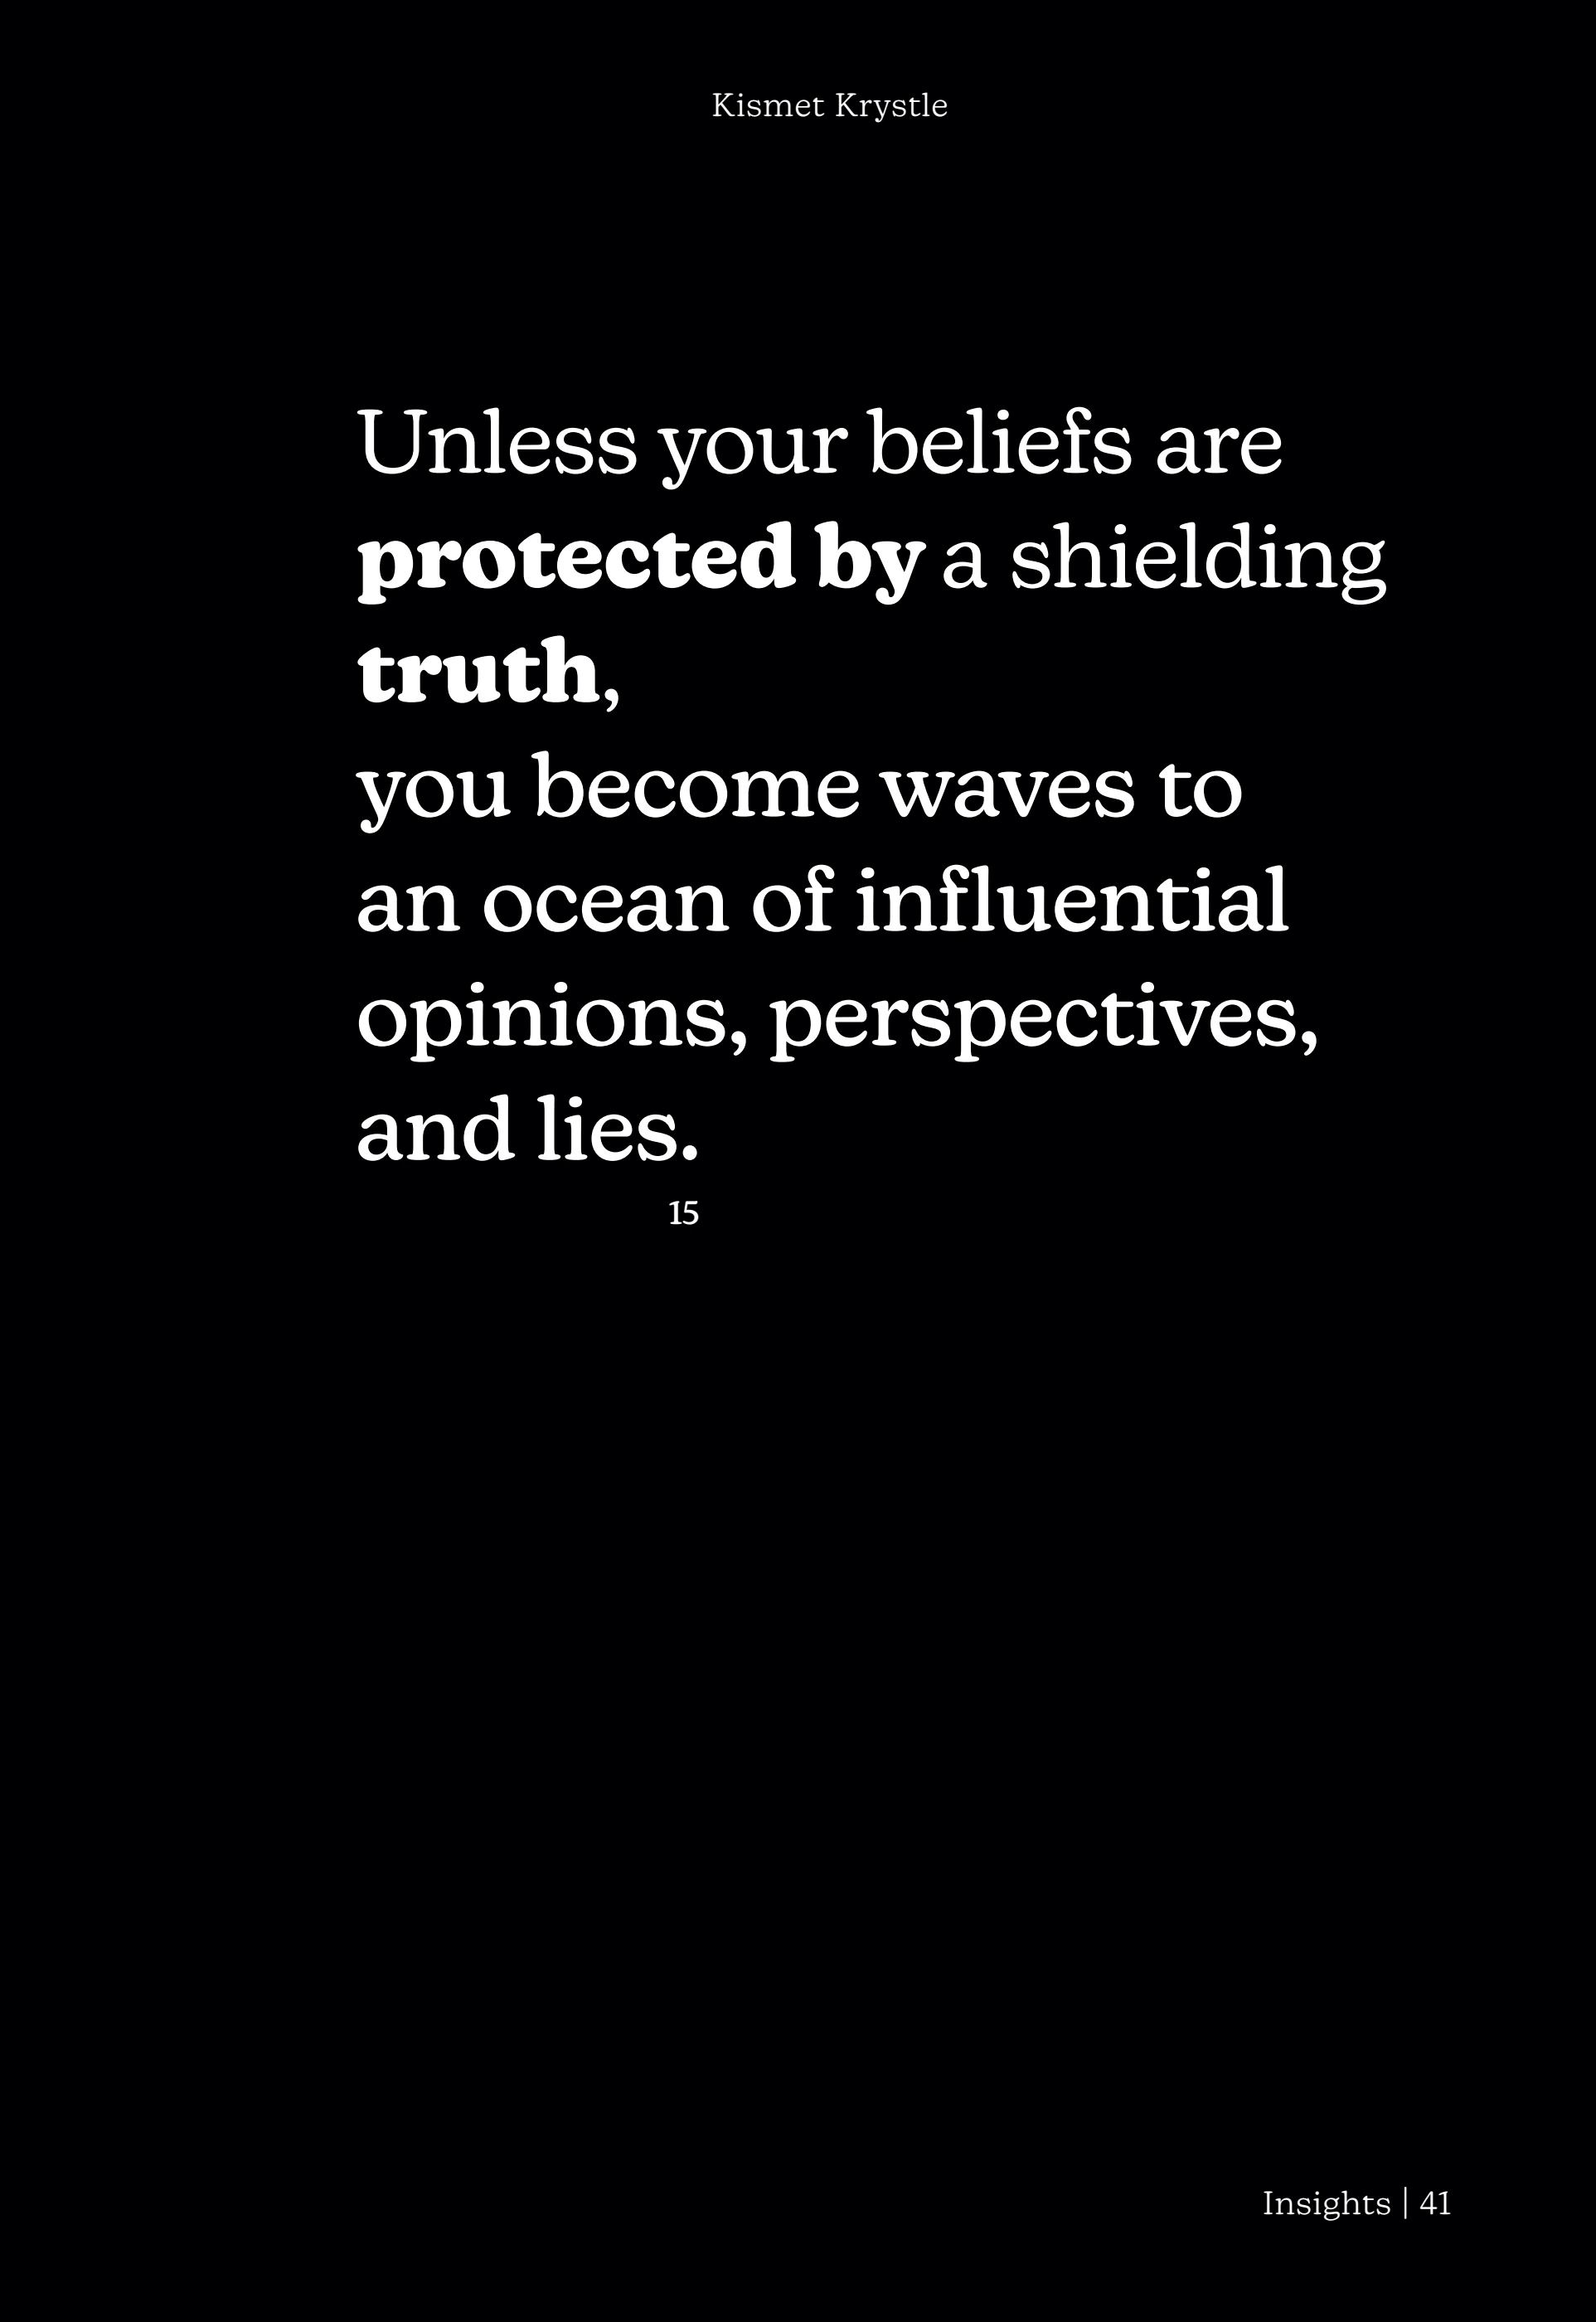 Kismet Krystle
Unless your beliefs are
protected by a shielding
truth,
you become waves to
an ocean of influential
opinions, perspectives,
and lies.
15
Insights | 41